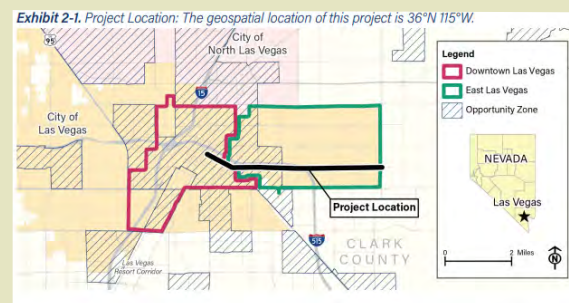 Exhibit 2-1. Project Location: The geospatial location of this project is 36°N 115°W.
95
City of
North Las Vegas
15
City of
Las Vegas
Project Location
515
CLARK
COUNTY
Las Vegas
Resort Corridor
Legend
Downtown Las Vegas
East Las Vegas
Opportunity Zone
NEVADA
Las Vegas
0 2 Miles
N